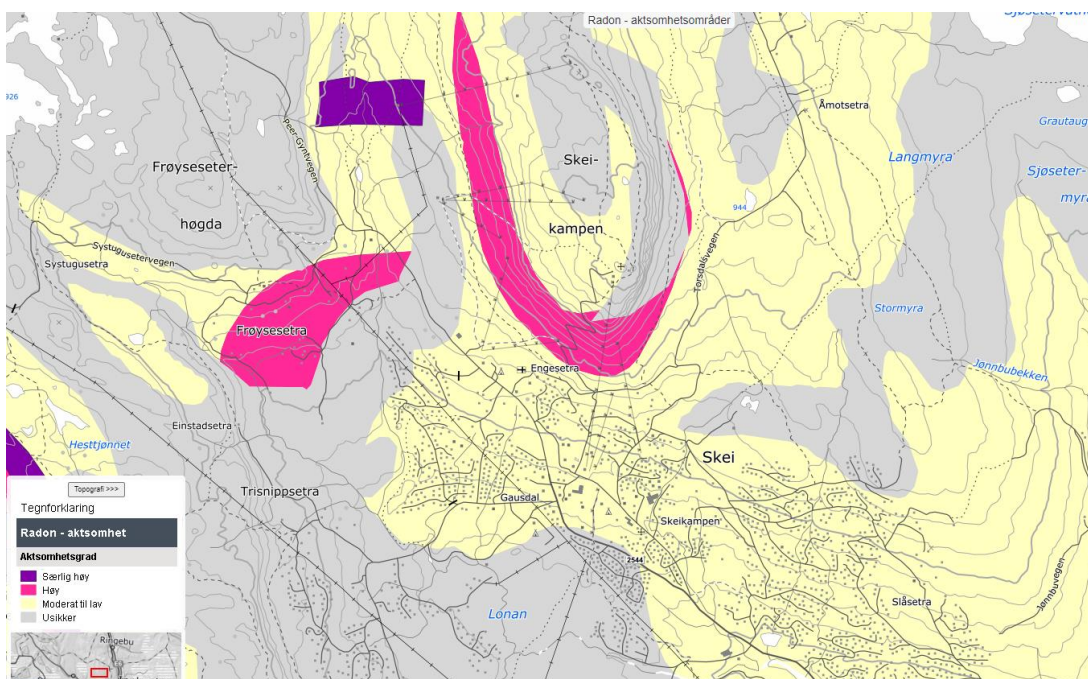 Radon - aktsomhetsområder
926
Peer-Gyntvegen
Åmotsetra
Grautaug
Langmyra
Frøyseseter-
høgda
Skei-
kampen
Sjøseter-
myra
944
Systugusetervegen
Systugusetra
Torsdalsvegen
Stormyra
Frøysesetra
Engesetra
Jønnbubekken
Einstadsetra
Hesttjønnet
Skei
Trisnippsetra
Gausdal
Skeikampen
2544
Lonan
Slåsetra
Jønnbuvegen
Topografi >>>
Tegnforklaring
Radon - aktsomhet
Aktsomhetsgrad
Særlig høy
Høy
Moderat til lav
Usikker
Ringebu